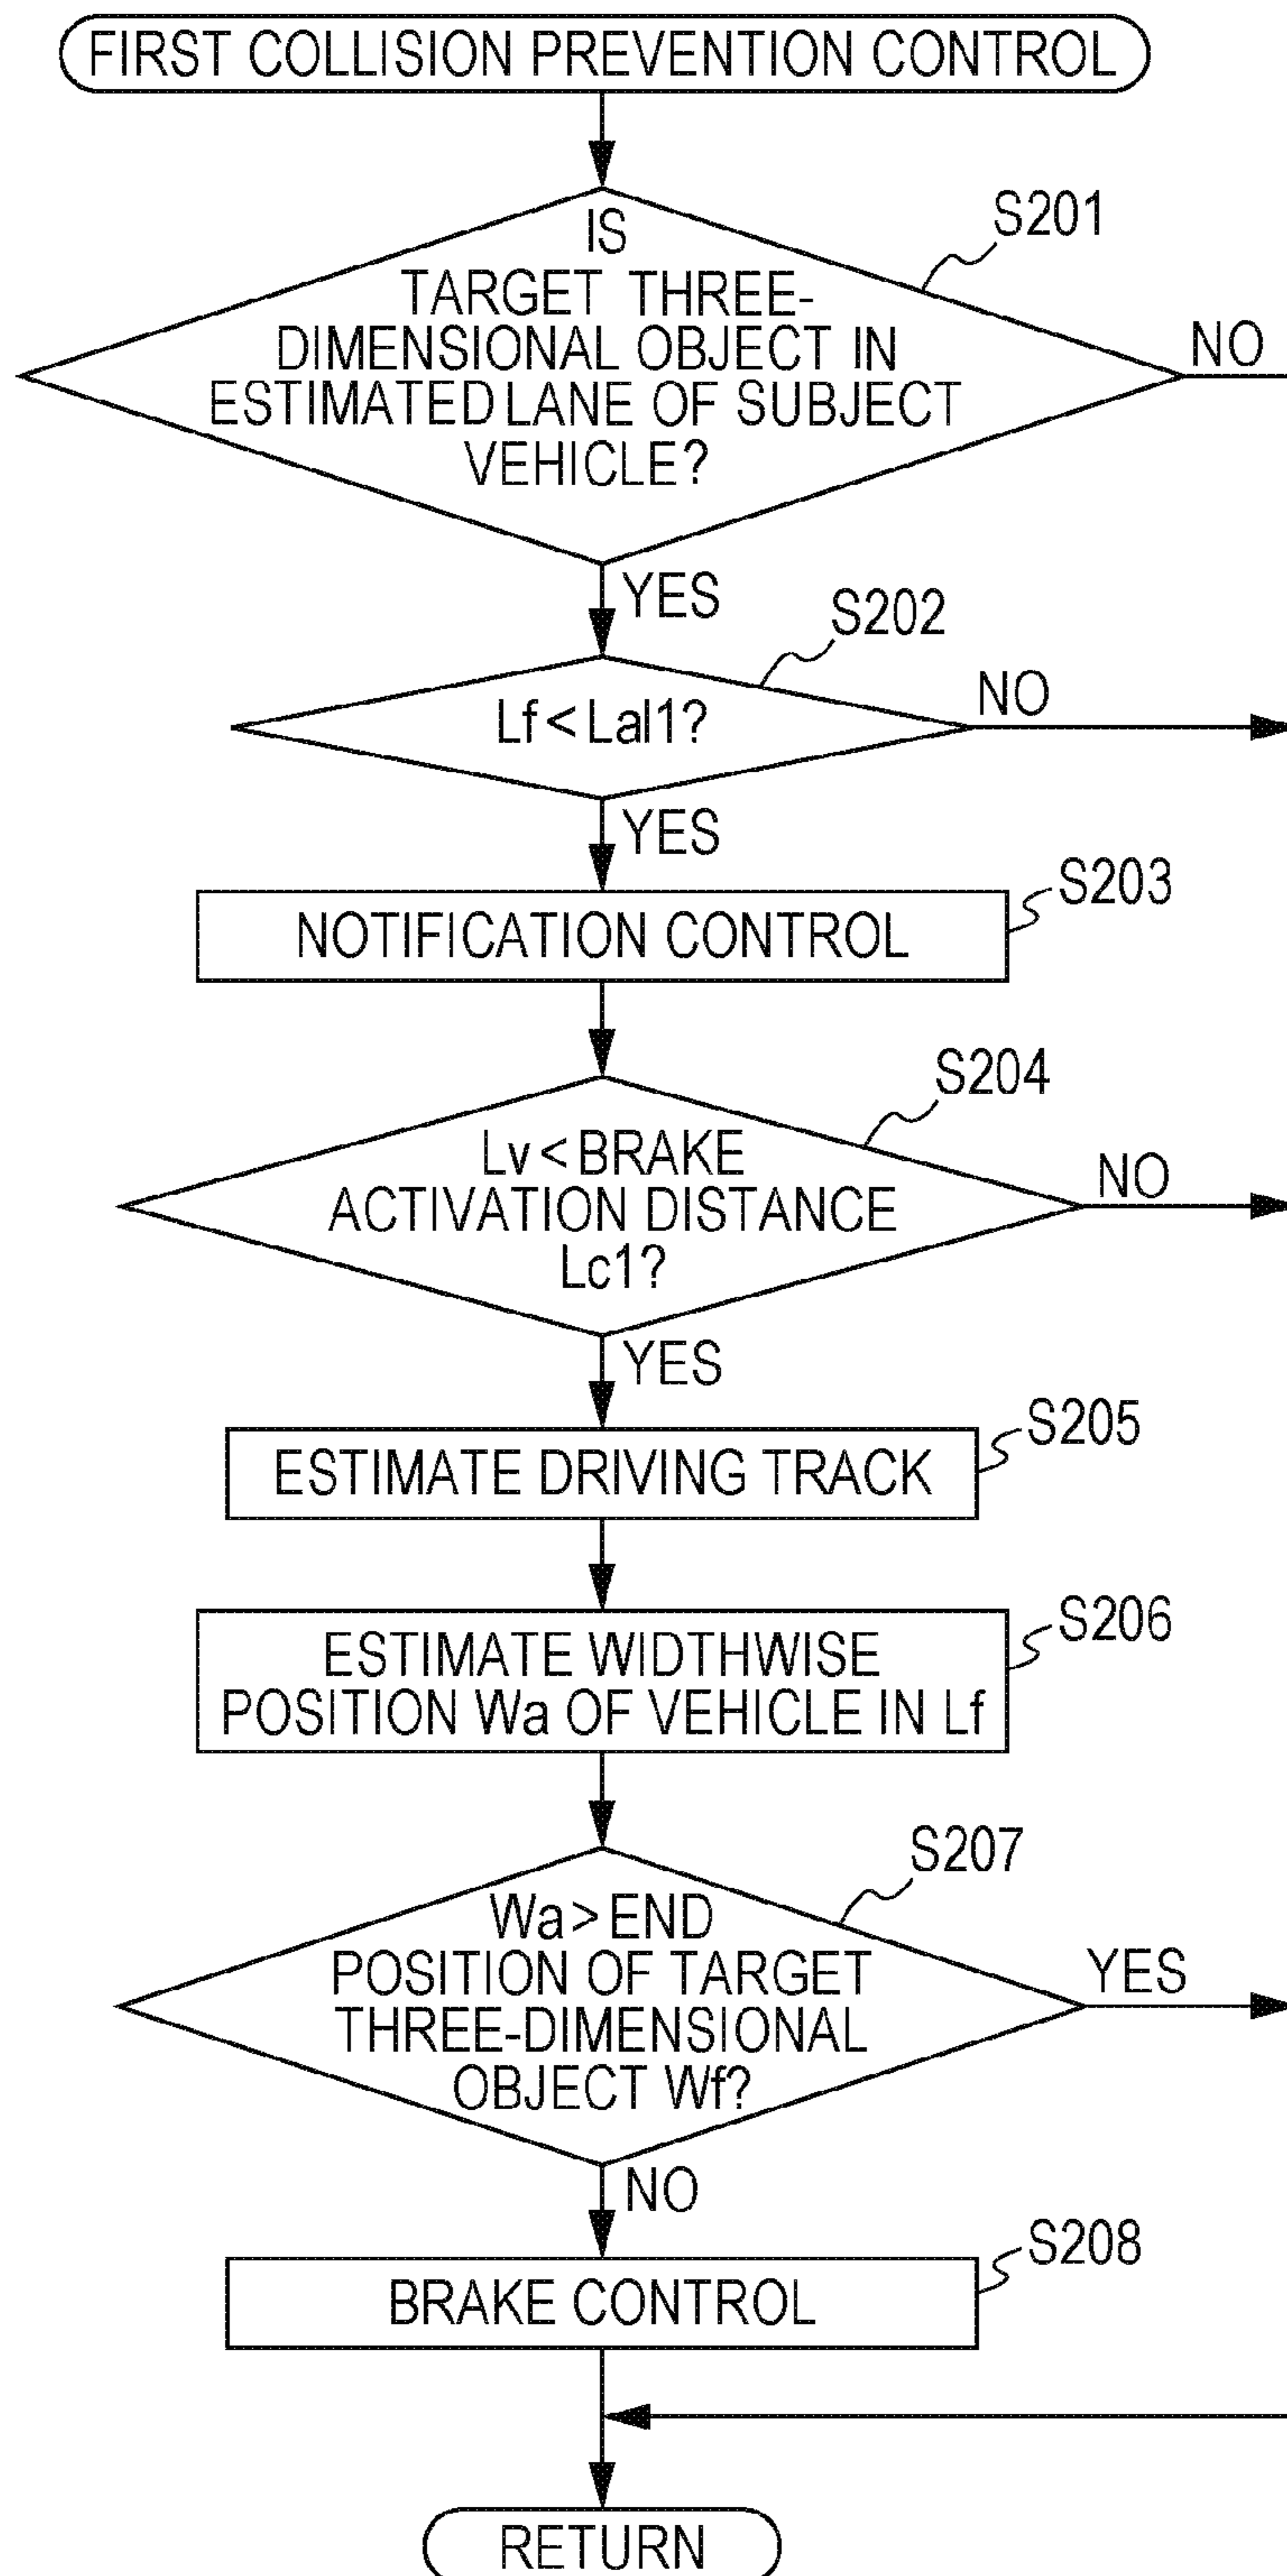 FIRST COLLISION PREVENTION CONTROL
S201
IS
TARGET THREE-
DIMENSIONAL OBJECT IN
ESTIMATED LANE OF SUBJECT
VEHICLE?
NO
YES
S202
Lf < Lal1?
NO
YES
S203
NOTIFICATION CONTROL
S204
Lv < BRAKE
ACTIVATION DISTANCE
Lc1?
NO
YES
S205
ESTIMATE DRIVING TRACK
S206
ESTIMATE WIDTHWISE
POSITION Wa OF VEHICLE IN Lf
S207
Wa > END
POSITION OF TARGET
THREE-DIMENSIONAL
OBJECT Wf?
YES
NO
S208
BRAKE CONTROL
RETURN